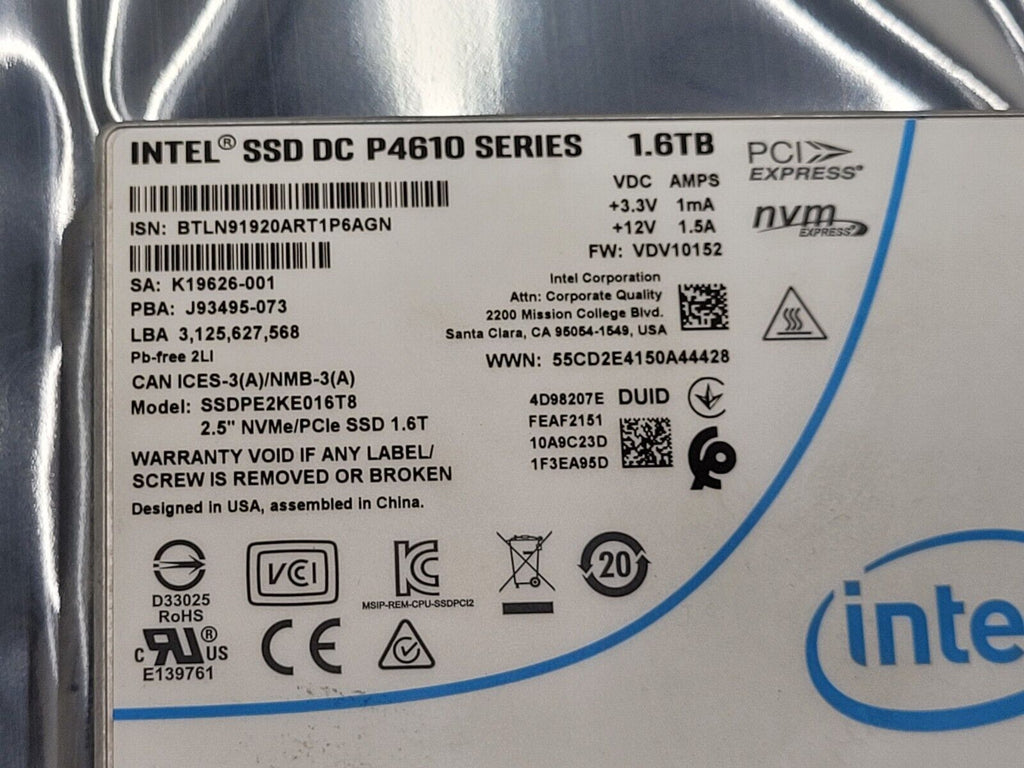 INTEL® SSD DC P4610 SERIES 1.6TB
PCI EXPRESS®
VDC AMPS
+3.3V 1mA
+12V 1.5A
nvm EXPRESS®
ISN: BTLN91920ART1P6AGN
FW: VDV10152
SA: K19626-001
PBA: J93495-073
LBA 3,125,627,568
Pb-free 2LI
Intel Corporation
Attn: Corporate Quality
2200 Mission College Blvd.
Santa Clara, CA 95054-1549, USA
WWN: 55CD2E4150A44428
CAN ICES-3(A)/NMB-3(A)
Model: SSDPE2KE016T8
2.5" NVMe/PCIe SSD 1.6T
4D98207E DUID
FEAF2151
10A9C23D
1F3EA95D
WARRANTY VOID IF ANY LABEL/
SCREW IS REMOVED OR BROKEN
Designed in USA, assembled in China.
D33025
RoHS
VCI
MSIP-REM-CPU-SSDPCI2
20
C RU® US
E139761
CE
inte